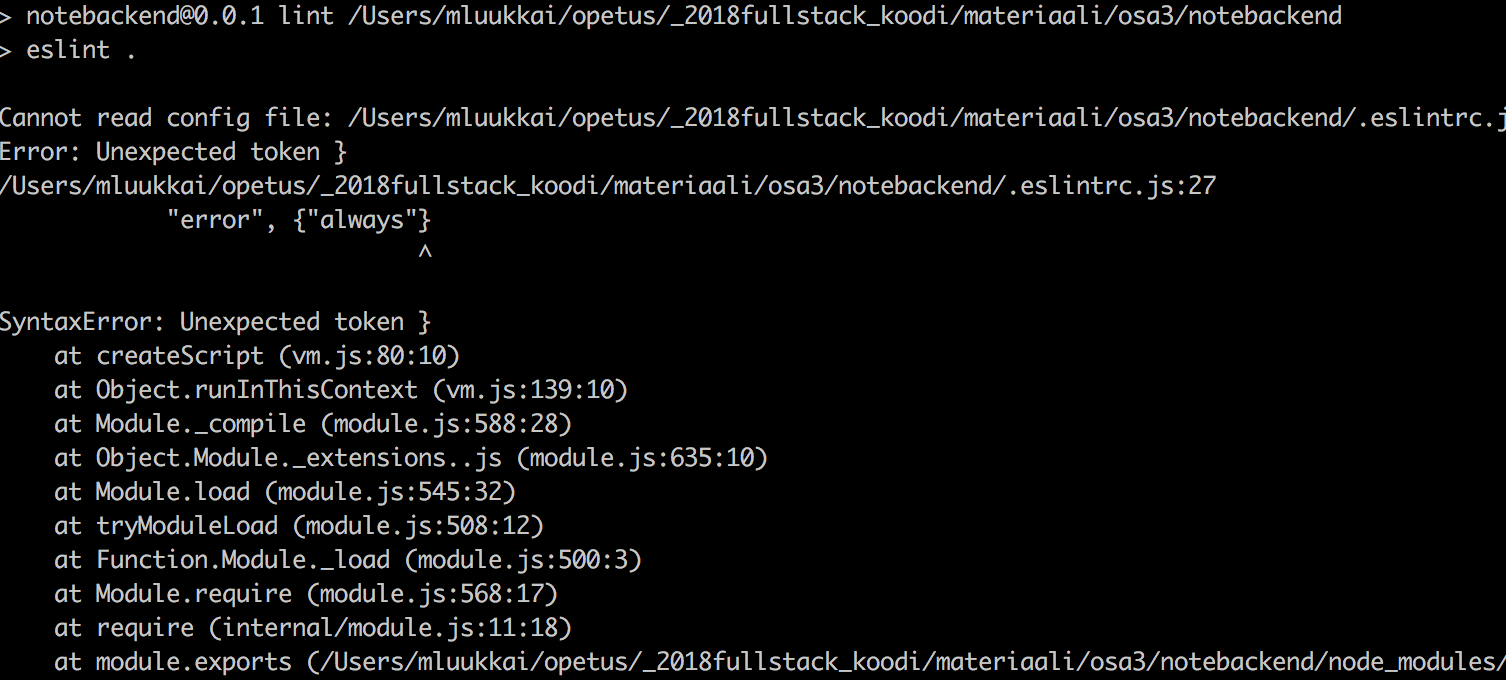 > notebackend@0.0.1 lint /Users/mluukkai/opetus/_2018fullstack_koodi/materiaali/osa3/notebackend
> eslint .
Cannot read config file: /Users/mluukkai/opetus/_2018fullstack_koodi/materiaali/osa3/notebackend/.eslintrc.j
Error: Unexpected token }
/Users/mluukkai/opetus/_2018fullstack_koodi/materiaali/osa3/notebackend/.eslintrc.js:27
            "error", {"always"}
                              ^
SyntaxError: Unexpected token }
    at createScript (vm.js:80:10)
    at Object.runInThisContext (vm.js:139:10)
    at Module._compile (module.js:588:28)
    at Object.Module._extensions..js (module.js:635:10)
    at Module.load (module.js:545:32)
    at tryModuleLoad (module.js:508:12)
    at Function.Module._load (module.js:500:3)
    at Module.require (module.js:568:17)
    at require (internal/module.js:11:18)
    at module.exports (/Users/mluukkai/opetus/_2018fullstack_koodi/materiaali/osa3/notebackend/node_modules/